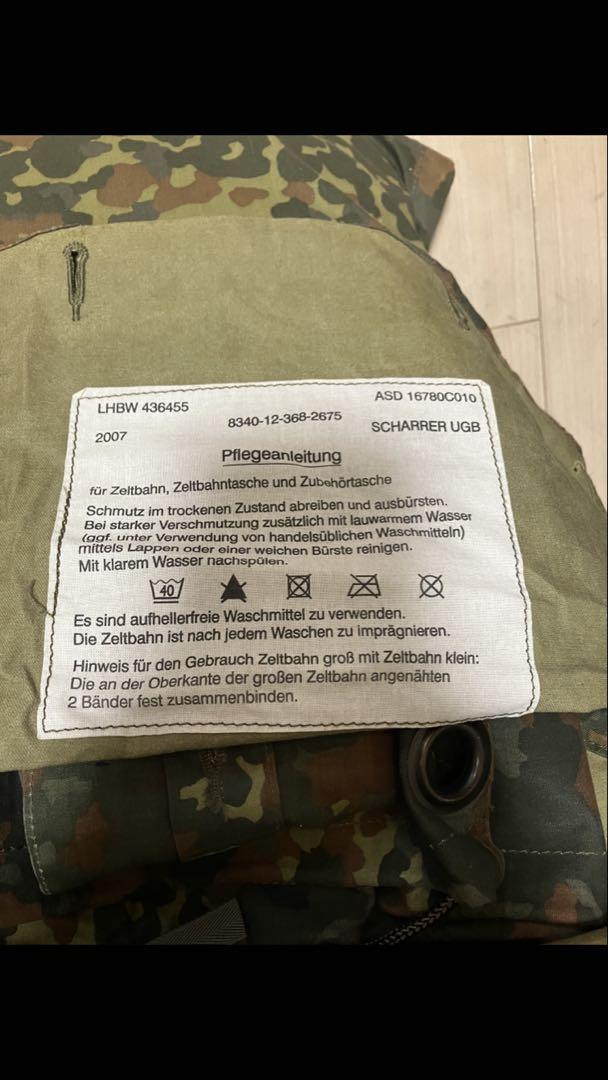 LHBW 436455
8340-12-368-2675
ASD 16780C010
2007
SCHARRER UGB
Pflegeanleitung
für Zeltbahn, Zeltbahntasche und Zubehörtasche
Schmutz im trockenen Zustand abreiben und ausbürsten.
Bei starker Verschmutzung zusätzlich mit lauwarmem Wasser
(ggf. unter Verwendung von handelsüblichen Waschmitteln)
mittels Lappen oder einer weichen Bürste reinigen.
Mit klarem Wasser nachspülen.
40
Es sind aufhellerfreie Waschmittel zu verwenden.
Die Zeltbahn ist nach jedem Waschen zu imprägnieren.
Hinweis für den Gebrauch Zeltbahn groß mit Zeltbahn klein:
Die an der Oberkante der großen Zeltbahn angenähten
2 Bänder fest zusammenbinden.